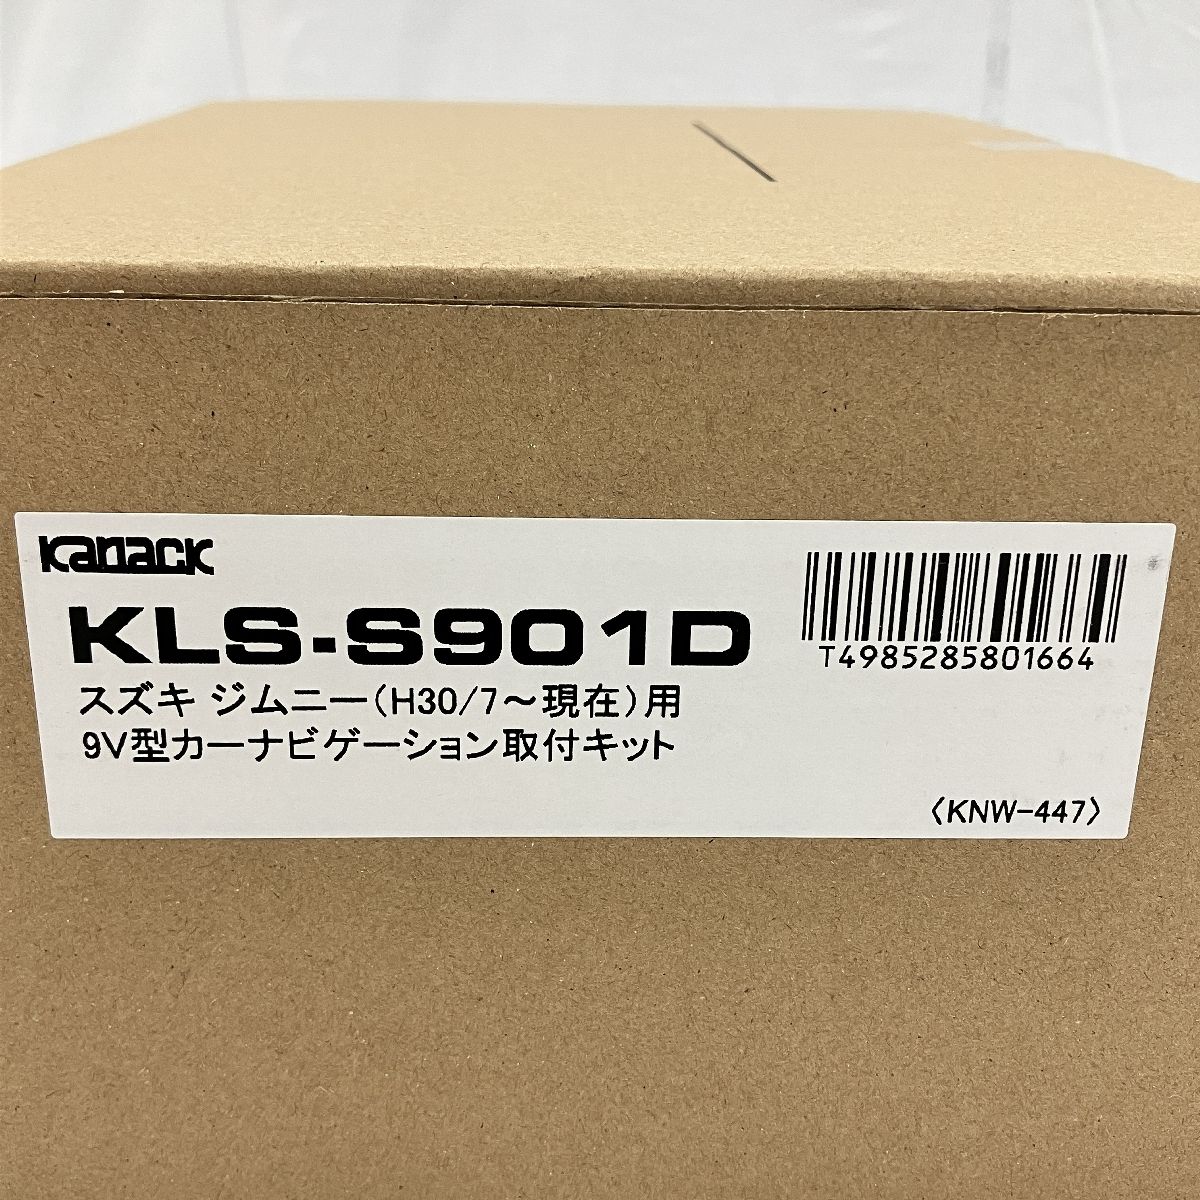 Kanack
KLS-S901D
スズキ ジムニー(H30/7～現在)用
9V型カーナビゲーション取付キット
T4985285801664
〈KNW-447〉